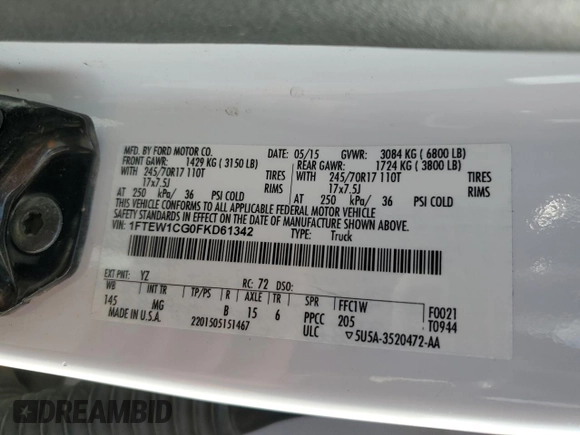 MFD. BY FORD MOTOR CO. DATE: 05/15 GVWR: 3084 KG ( 6800 LB)
FRONT GAWR: 1429 KG ( 3150 LB) REAR GAWR: 1724 KG ( 3800 LB)
WITH 245/70R17 110T TIRES WITH 245/70R17 110T TIRES
17x7.5J RIMS 17x7.5J RIMS
AT 250 kPa/ 36 PSI COLD AT 250 kPa/ 36 PSI COLD
THIS VEHICLE CONFORMS TO ALL APPLICABLE FEDERAL MOTOR VEHICLE
SAFETY STANDARDS IN EFFECT ON THE DATE OF MANUFACTURE SHOWN ABOVE.
VIN: 1FTEW1CG0FKD61342 TYPE: Truck
EXT PNT: YZ RC: 72 DSO:
WB INT TR TP/PS R AXLE TR SPR FFC1W F0021
145 MG B 15 6 PPCC 205 T0944
MADE IN U.S.A. 2201505151467 ULC 5U5A-3520472-AA
DREAMBID